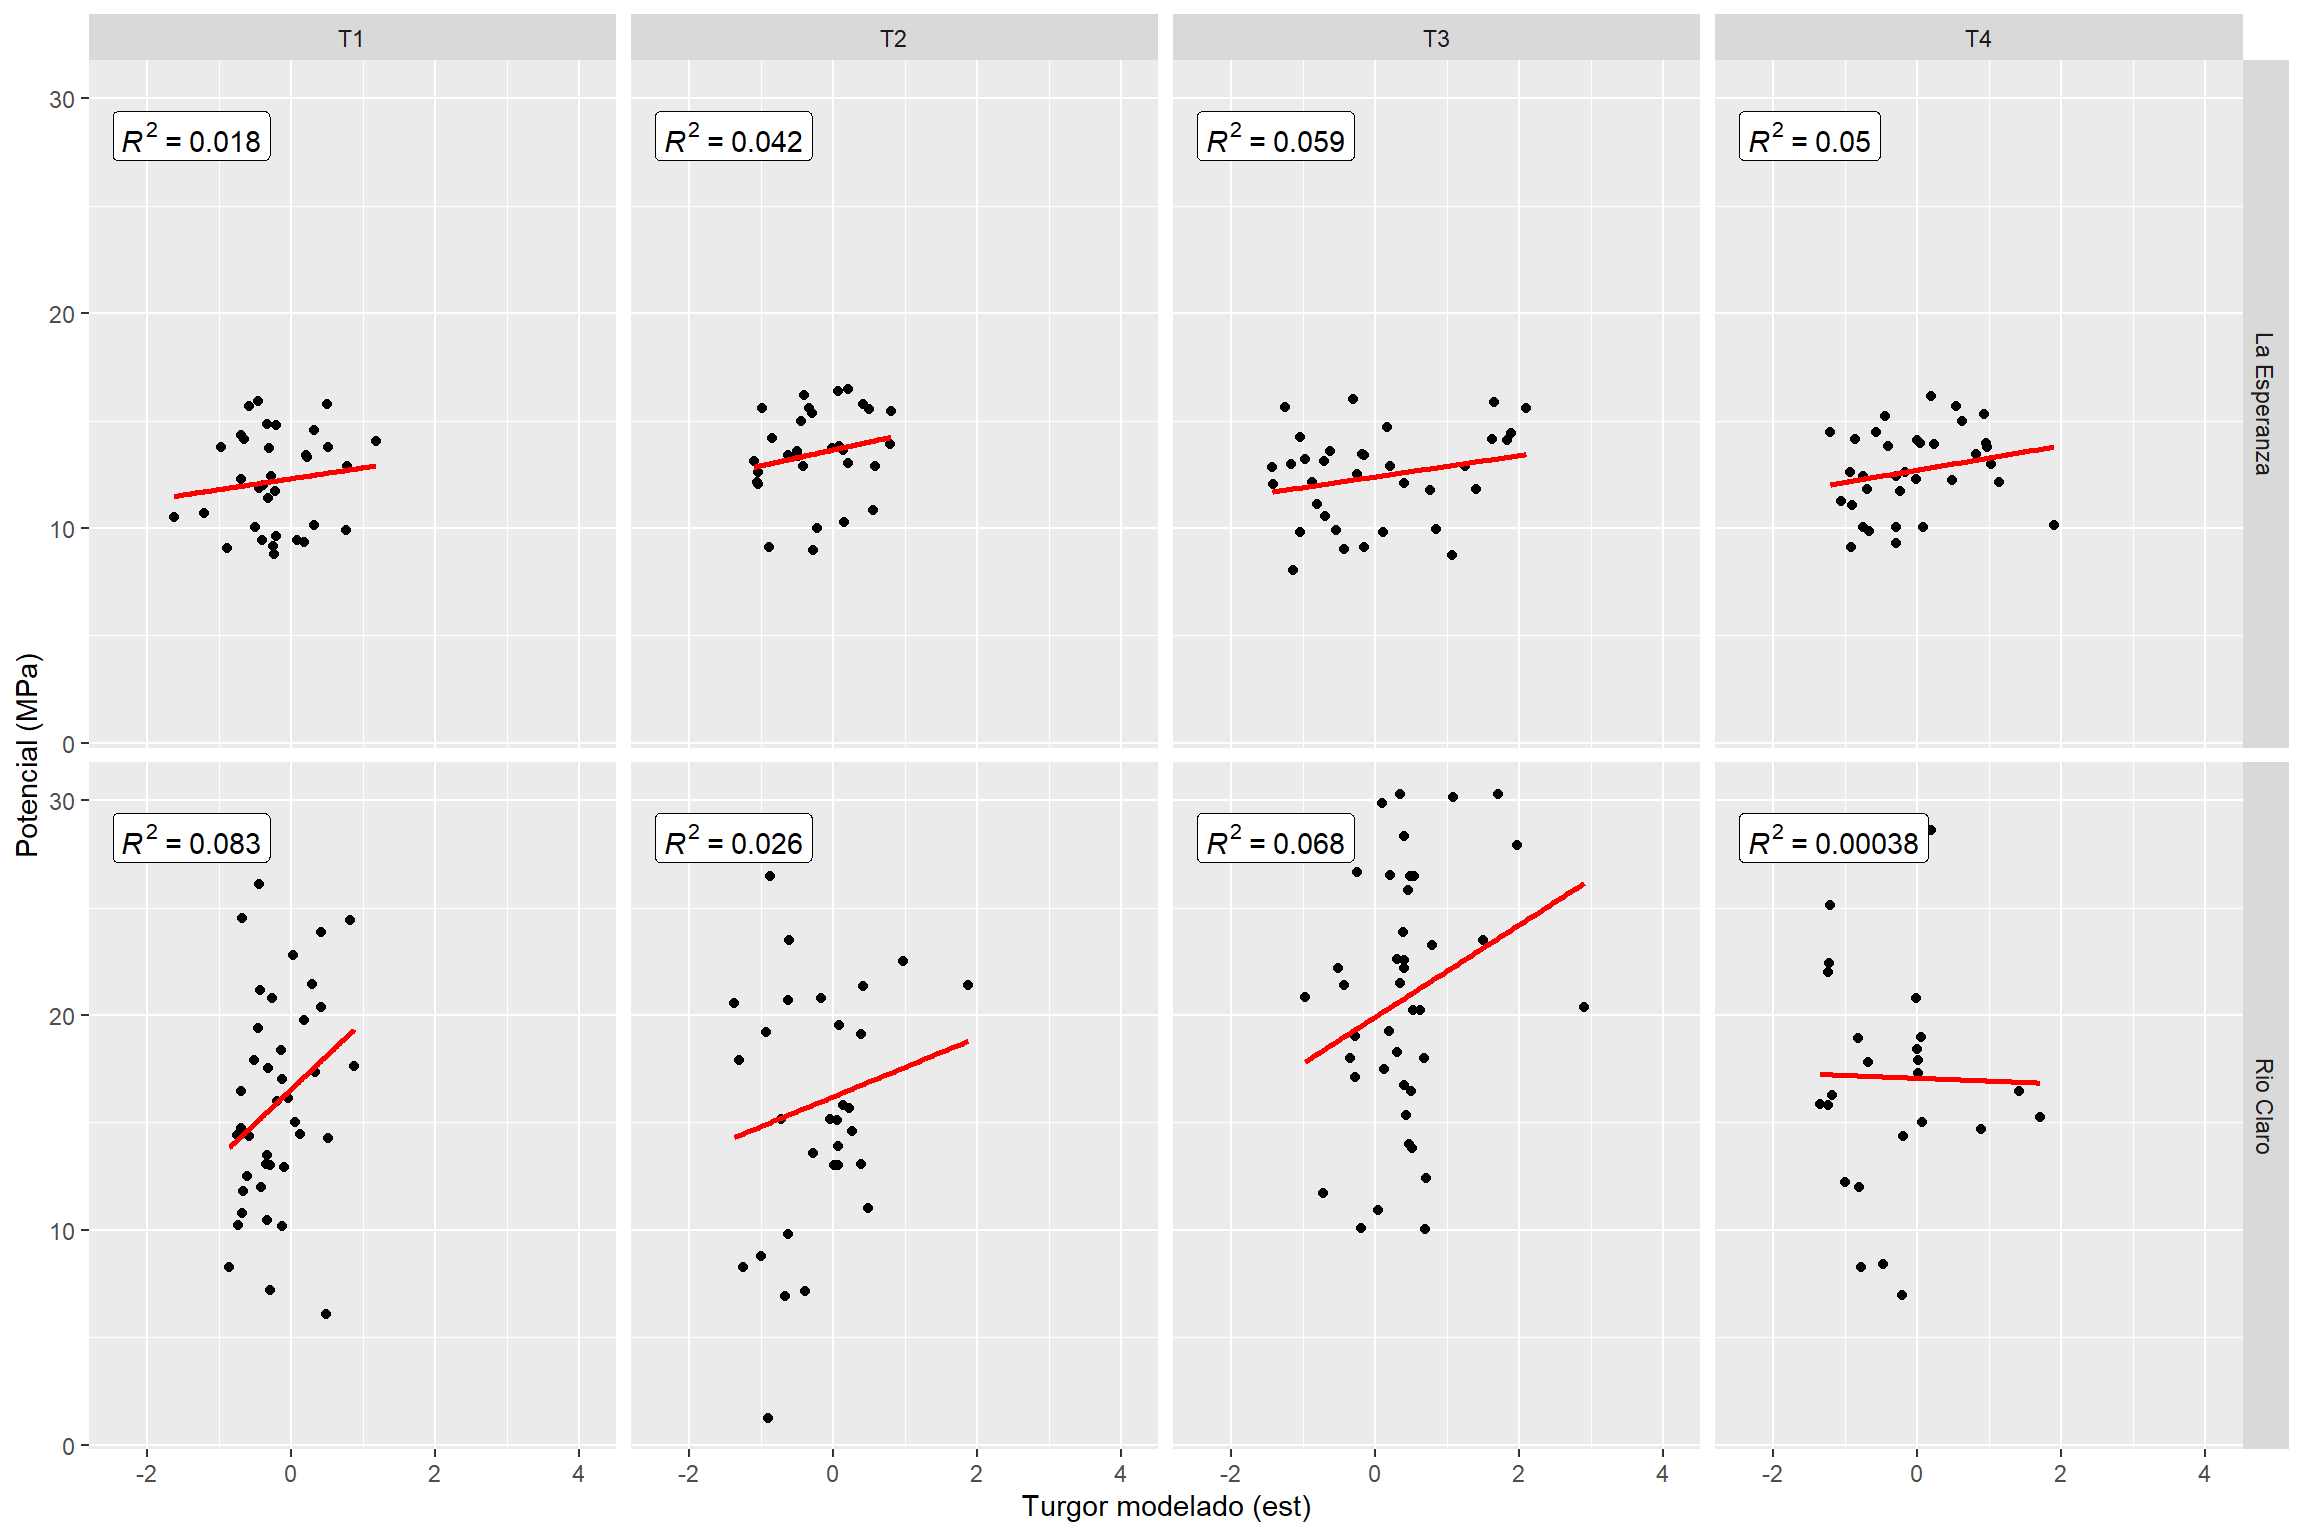 T1 T2 T3 T4
30
R² = 0.018 R² = 0.042 R² = 0.059 R² = 0.05
20
La Esperanza
10
0
Potencial (MPa)
30
R² = 0.083 R² = 0.026 R² = 0.068 R² = 0.00038
20
Rio Claro
10
0
-2 0 2 4 -2 0 2 4 -2 0 2 4 -2 0 2 4
Turgor modelado (est)